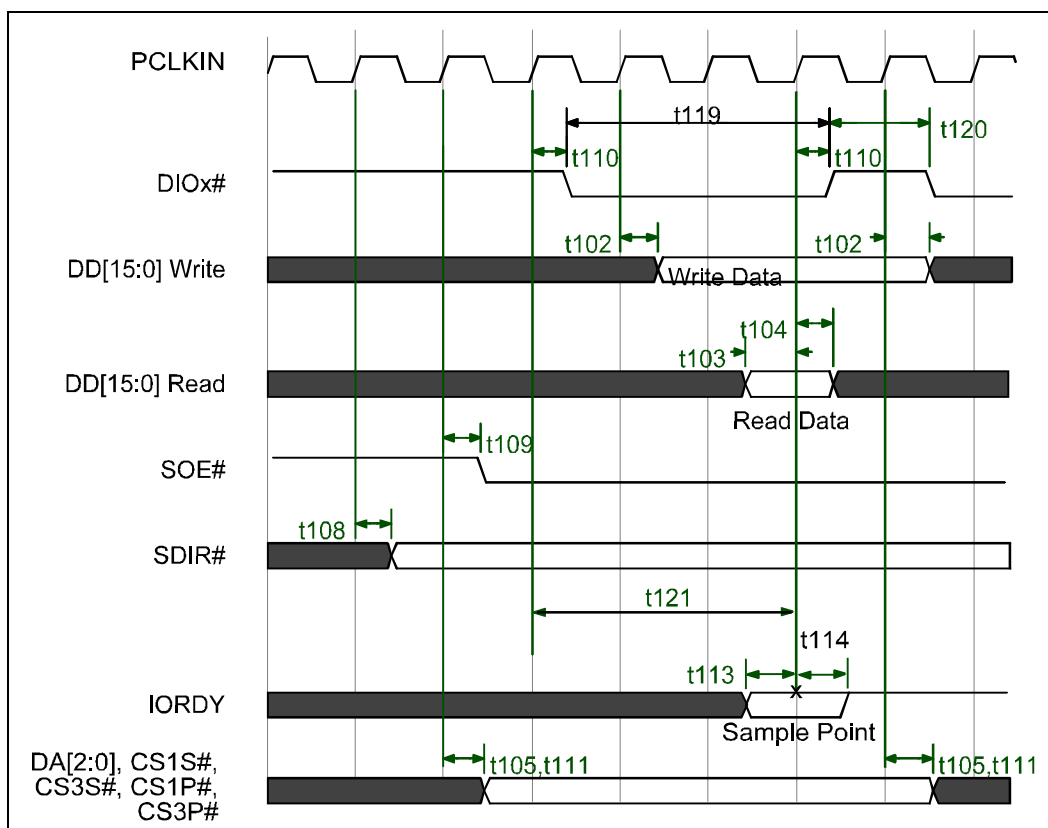 PCLKIN
t119
t120
t110
t110
DIOx#
t102
t102
DD[15:0] Write
Write Data
t104
t103
DD[15:0] Read
Read Data
t109
SOE#
t108
SDIR#
t121
t114
t113
x
IORDY
Sample Point
DA[2:0], CS1S#,
CS3S#, CS1P#,
CS3P#
t105,t111
t105,t111